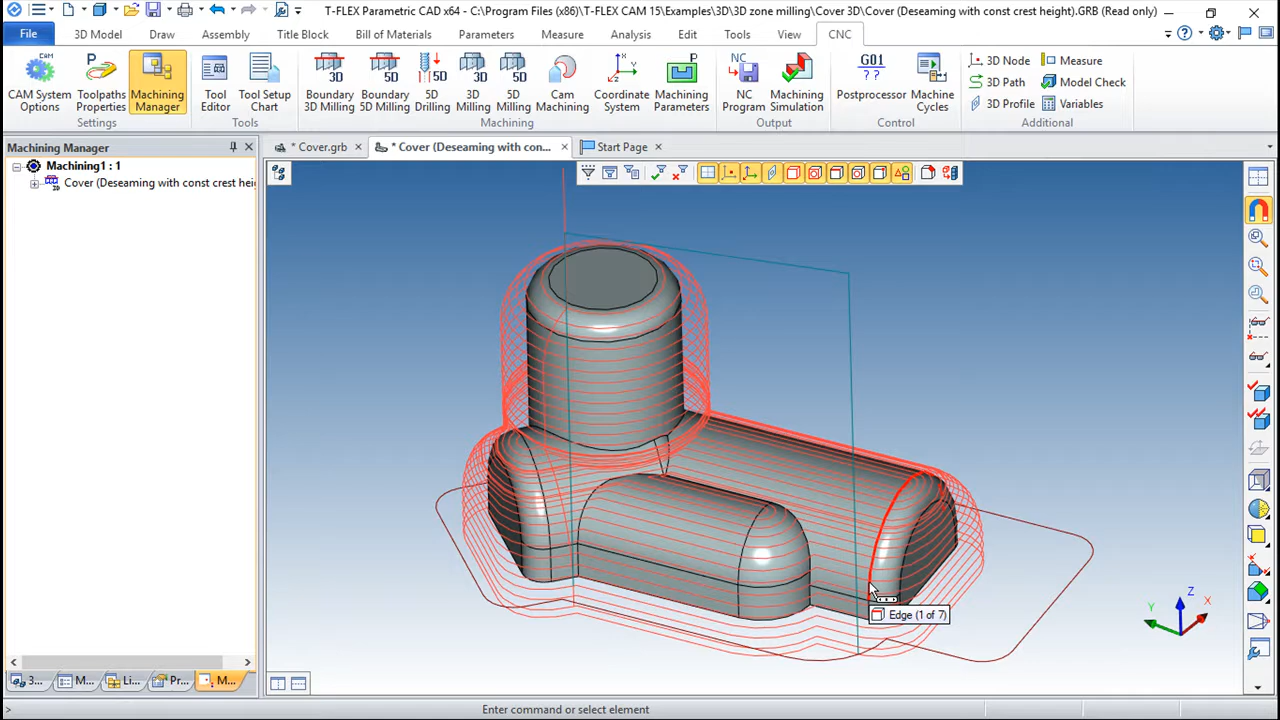 T-FLEX Parametric CAD x64 - C:\Program Files (x86)\T-FLEX CAM 15\Examples\3D\3D zone milling\Cover 3D\Cover (Deseaming with const crest height).GRB (Read only)
File 3D Model Draw Assembly Title Block Bill of Materials Parameters Measure Analysis Edit Tools View CNC
CAM System Options
Toolpaths Properties
Machining Manager
Settings
Tool Editor
Tool Setup Chart
Tools
Boundary 3D Milling
Boundary 5D Milling
5D Drilling
3D Milling
5D Milling
Cam Machining
Coordinate System
Machining Parameters
Machining
NC Program
Machining Simulation
Output
G01
??
Postprocessor
Machine Cycles
Control
3D Node
3D Path
3D Profile
Measure
Model Check
Variables
Additional
Machining Manager
* Cover.grb
* Cover (Deseaming with con...
Start Page
Machining1 : 1
Cover (Deseaming with const crest hei
Edge (1 of 7)
Z
Y
X
3...
M...
Li...
Pr...
M...
> Enter command or select element